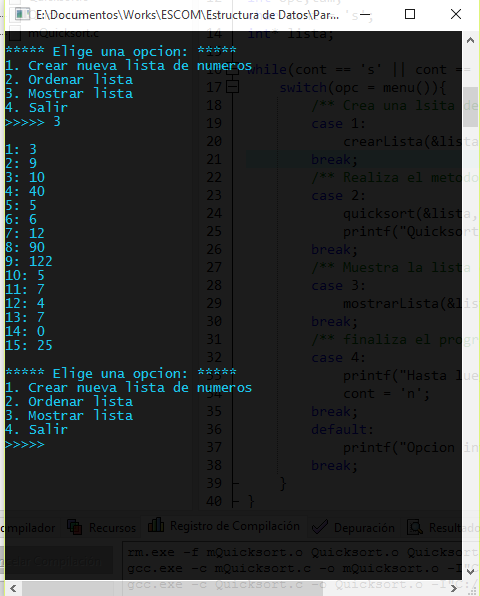 E:\Documentos\Works\ESCOM\Estructura de Datos\Par...
***** Elige una opcion: *****
1. Crear nueva lista de numeros
2. Ordenar lista
3. Mostrar lista
4. Salir
>>>>> 3
1: 3
2: 9
3: 10
4: 40
5: 5
6: 6
7: 12
8: 90
9: 122
10: 5
11: 7
12: 4
13: 7
14: 0
15: 25
***** Elige una opcion: *****
1. Crear nueva lista de numeros
2. Ordenar lista
3. Mostrar lista
4. Salir
>>>>>
mQuicksort.c
14 int* lista;
while(cont == 's' || cont ==
17 switch(opc = menu()){
18 /** Crea una lsita de
19 case 1:
20 crearLista(&lista
21 break;
22 /** Realiza el metodo
23 case 2:
24 quicksort(&lista,
25 printf("Quicksort
26 break;
27 /** Muestra la lista
28 case 3:
29 mostrarLista(&lis
30 break;
31 /** finaliza el progr
32 case 4:
printf("Hasta lue
34 cont = 'n';
35 break;
36 default:
37 printf("Opcion in
38 break;
39 }
40 }
ompilador Recursos Registro de Compilación Depuración Resultado
rm.exe -f mQuicksort.o Quicksort.o Quicksor
gcc.exe -c mQuicksort.c -o mQuicksort.o -I"C
gcc.exe -c Quicksort.c -o Quicksort.o -I"C:/